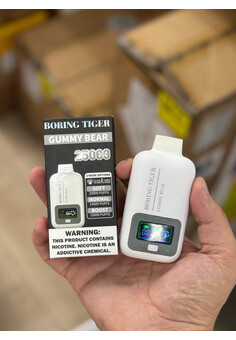 BORING TIGER
GUMMY BEAR
25000
SOFT
NORMAL
BOOST
WARNING:
THIS PRODUCT CONTAINS
NICOTINE. NICOTINE IS AN
ADDICTIVE CHEMICAL.
BORING TIGER
GUMMY BEAR